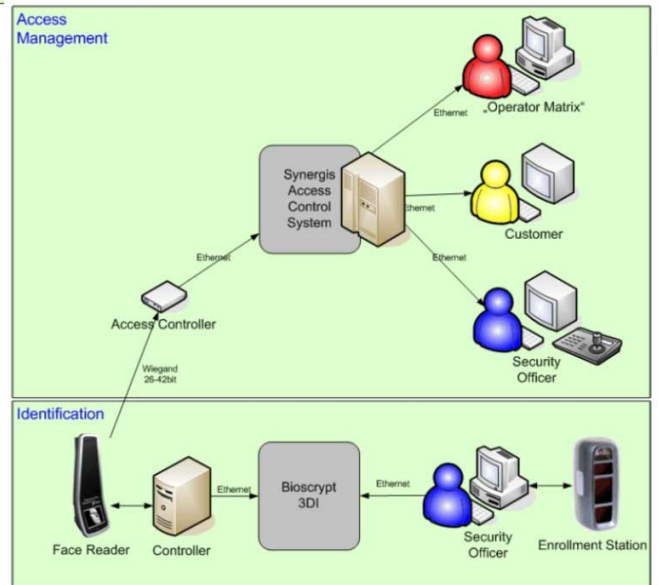 Access
Management
Ethernet
„Operator Matrix“
Synergis
Access
Control
System
Ethernet
Customer
Ethernet
Ethernet
Access Controller
Security
Officer
Wiegand
26-42bit
Identification
Ethernet
Bioscrypt
3DI
Ethernet
Face Reader
Controller
Security
Officer
Enrollment Station